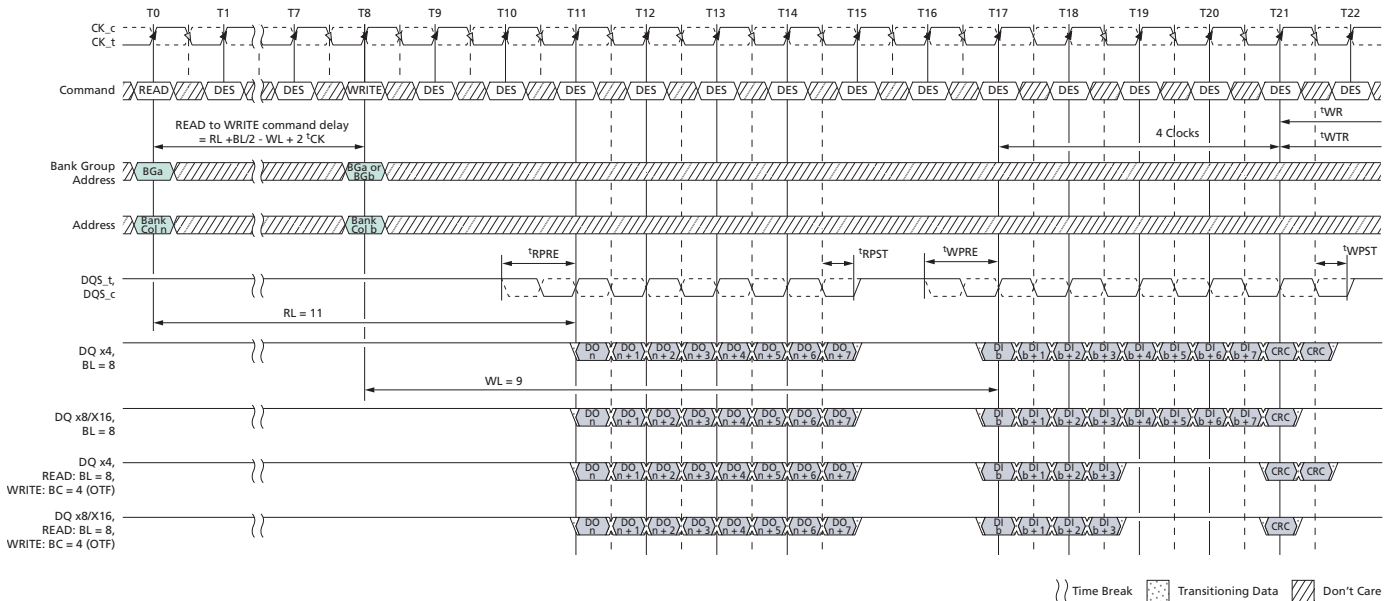 T0 T1 T7 T8 T9 T10 T11 T12 T13 T14 T15 T16 T17 T18 T19 T20 T21 T22
CK_c
CK_t
Command READ DES DES WRITE DES DES DES DES DES DES DES DES DES DES DES DES DES DES
READ to WRITE command delay
= RL +BL/2 - WL + 2 tCK
4 Clocks
tWR
tWTR
Bank Group
Address
BGa
BGa or
BGb
Address
Bank
Col n
Bank
Col b
tRPRE tRPST tWPRE tWPST
DQS_t,
DQS_c
RL = 11
DQ x4,
BL = 8
DO n DO n + 1 DO n + 2 DO n + 3 DO n + 4 DO n + 5 DO n + 6 DO n + 7 DI b DI b + 1 DI b + 2 DI b + 3 DI b + 4 DI b + 5 DI b + 6 DI b + 7 CRC CRC
WL = 9
DQ x8/X16,
BL = 8
DO n DO n + 1 DO n + 2 DO n + 3 DO n + 4 DO n + 5 DO n + 6 DO n + 7 DI b DI b + 1 DI b + 2 DI b + 3 DI b + 4 DI b + 5 DI b + 6 DI b + 7 CRC
DQ x4,
READ: BL = 8,
WRITE: BC = 4 (OTF)
DO n DO n + 1 DO n + 2 DO n + 3 DO n + 4 DO n + 5 DO n + 6 DO n + 7 DI b DI b + 1 DI b + 2 DI b + 3 CRC CRC
DQ x8/X16,
READ: BL = 8,
WRITE: BC = 4 (OTF)
DO n DO n + 1 DO n + 2 DO n + 3 DO n + 4 DO n + 5 DO n + 6 DO n + 7 DI b DI b + 1 DI b + 2 DI b + 3 CRC
Time Break Transitioning Data Don't Care